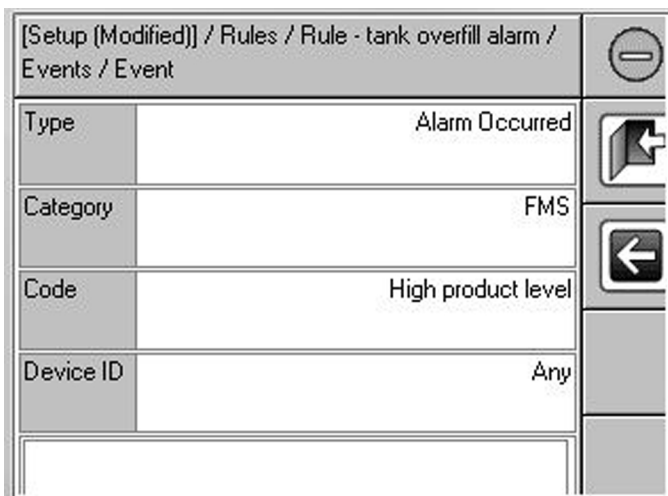 [Setup (Modified)] / Rules / Rule - tank overfill alarm /
Events / Event
Type Alarm Occurred
Category FMS
Code High product level
Device ID Any